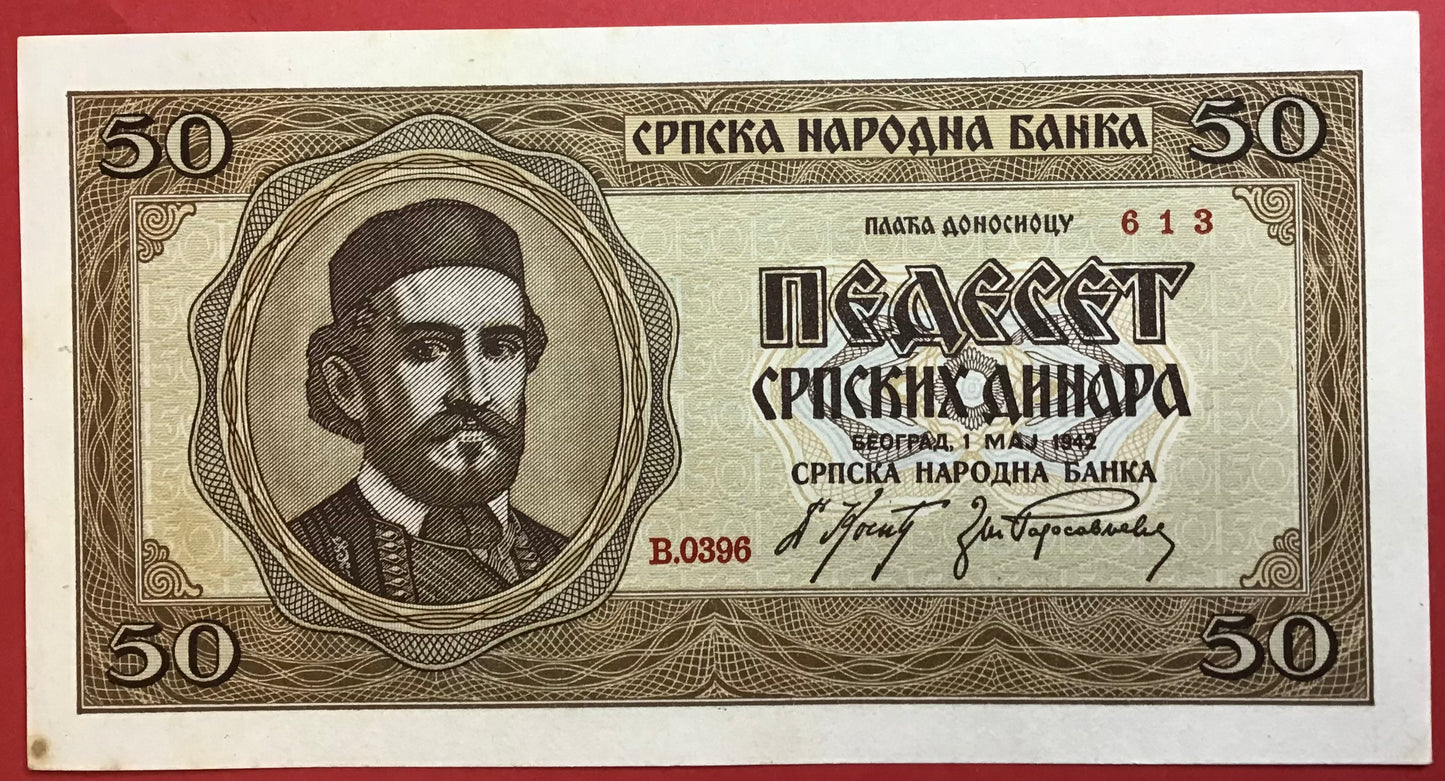 50
СРПСКА НАРОДНА БАНКА
50
ПЛАЋА ДОНОСИОЦУ
613
ПЕДЕСЕТ
СРПСКИХ ДИНАРА
БЕОГРАД, 1 МАЈ 1942
СРПСКА НАРОДНА БАНКА
B.0396
50
50